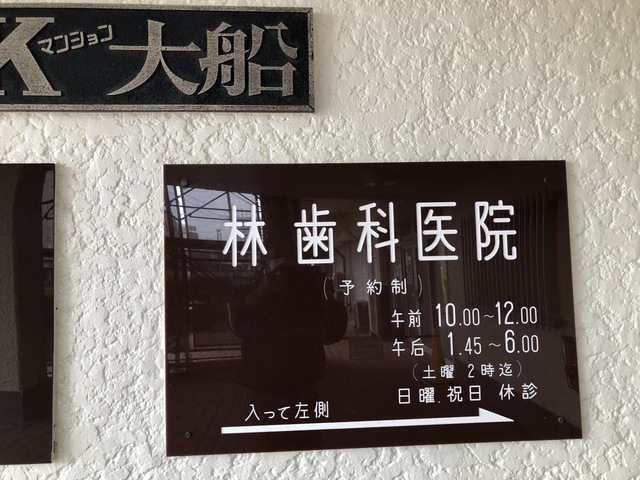 K マンション 大船
林歯科医院
(予約制)
午前 10.00~12.00
午后 1.45~6.00
(土曜 2時迄)
日曜.祝日 休診
入って左側